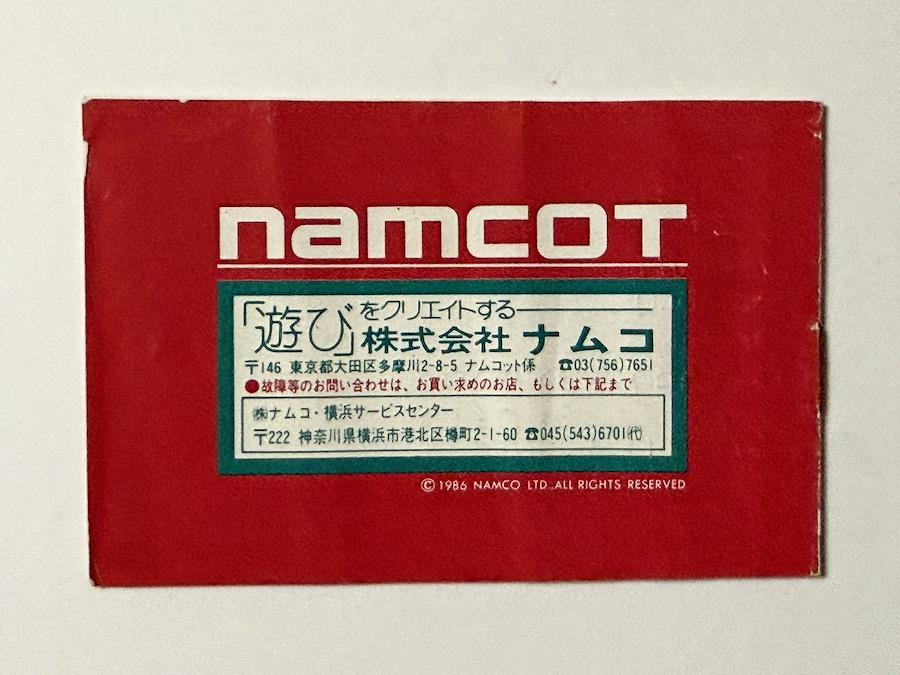 namcot
「遊び」をクリエイトする
株式会社 ナムコ
〒146 東京都大田区多摩川2-8-5 ナムコット係 ☎03(756)7651
●故障等のお問い合わせは、お買い求めのお店、もしくは下記まで
㈱ナムコ・横浜サービスセンター
〒222 神奈川県横浜市港北区樽町2-1-60 ☎045(543)6701㈹
©1986 NAMCO LTD.,ALL RIGHTS RESERVED